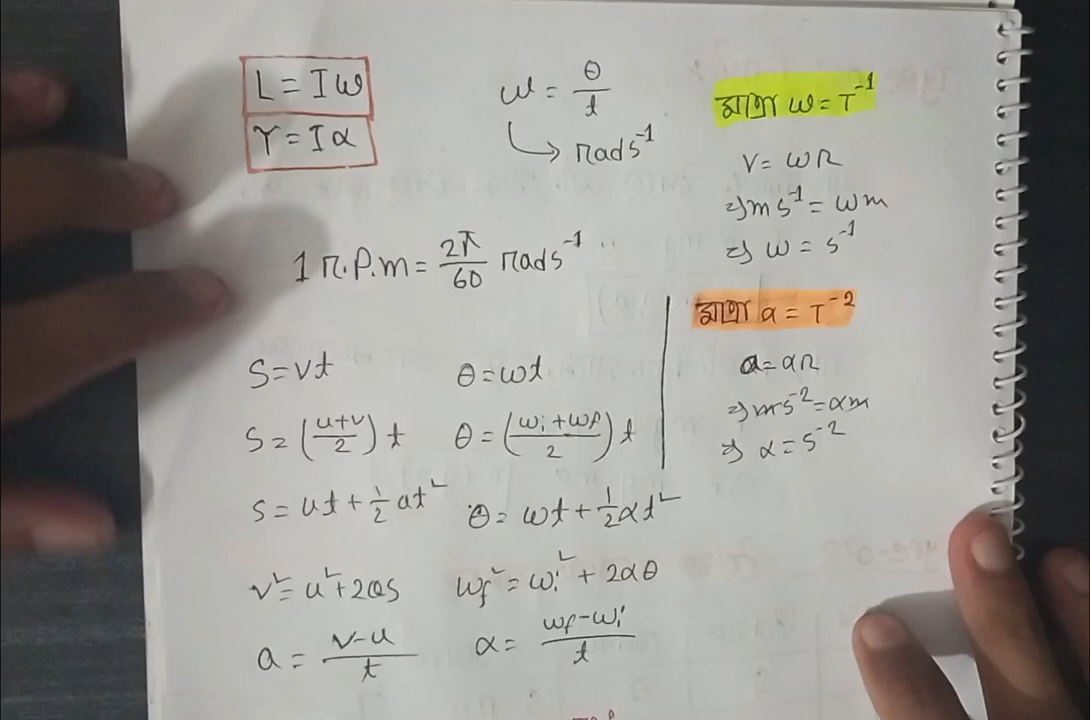 L = Iω
τ = Iα
ω = θ/t
→ rads⁻¹
1 r.p.m = 2π/60 rads⁻¹
মাত্রা ω = T⁻¹
v = ωr
⇒ ms⁻¹ = ωm
⇒ ω = s⁻¹
মাত্রা α = T⁻²
a = αr
⇒ ms⁻² = αm
⇒ α = s⁻²
s = vt
θ = ωt
s = ((u+v)/2) t
θ = ((ωi + ωf)/2) t
s = ut + ½at²
θ = ωt + ½αt²
v² = u² + 2as
ωf² = ωi² + 2αθ
a = (v-u)/t
α = (ωf - ωi)/t